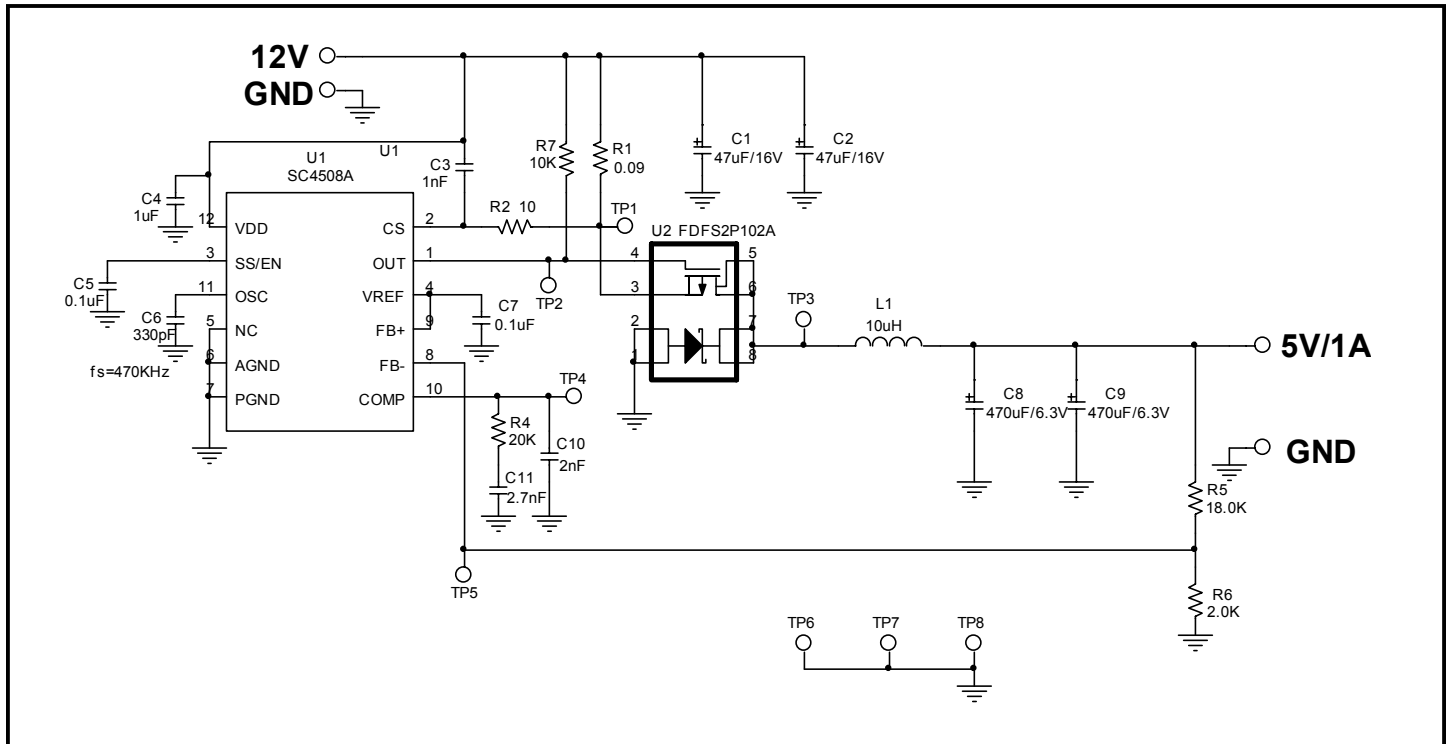 12V
GND
U1
U1
SC4508A
C3
1nF
R7
10K
R1
0.09
C1
47uF/16V
C2
47uF/16V
C4
1uF
R2 10
TP1
U2 FDFS2P102A
12 VDD
CS 2
3 SS/EN
OUT 1
4
5
TP2
C5
0.1uF
11 OSC
VREF 4
C7
0.1uF
3
6
TP3
L1
10uH
C6
330pF
5 NC
FB+ 9
2
7
fs=470KHz
6 AGND
FB- 8
1
8
5V/1A
7 PGND
COMP 10
TP4
C8
470uF/6.3V
C9
470uF/6.3V
R4
20K
C10
2nF
C11
2.7nF
GND
R5
18.0K
TP5
R6
2.0K
TP6
TP7
TP8